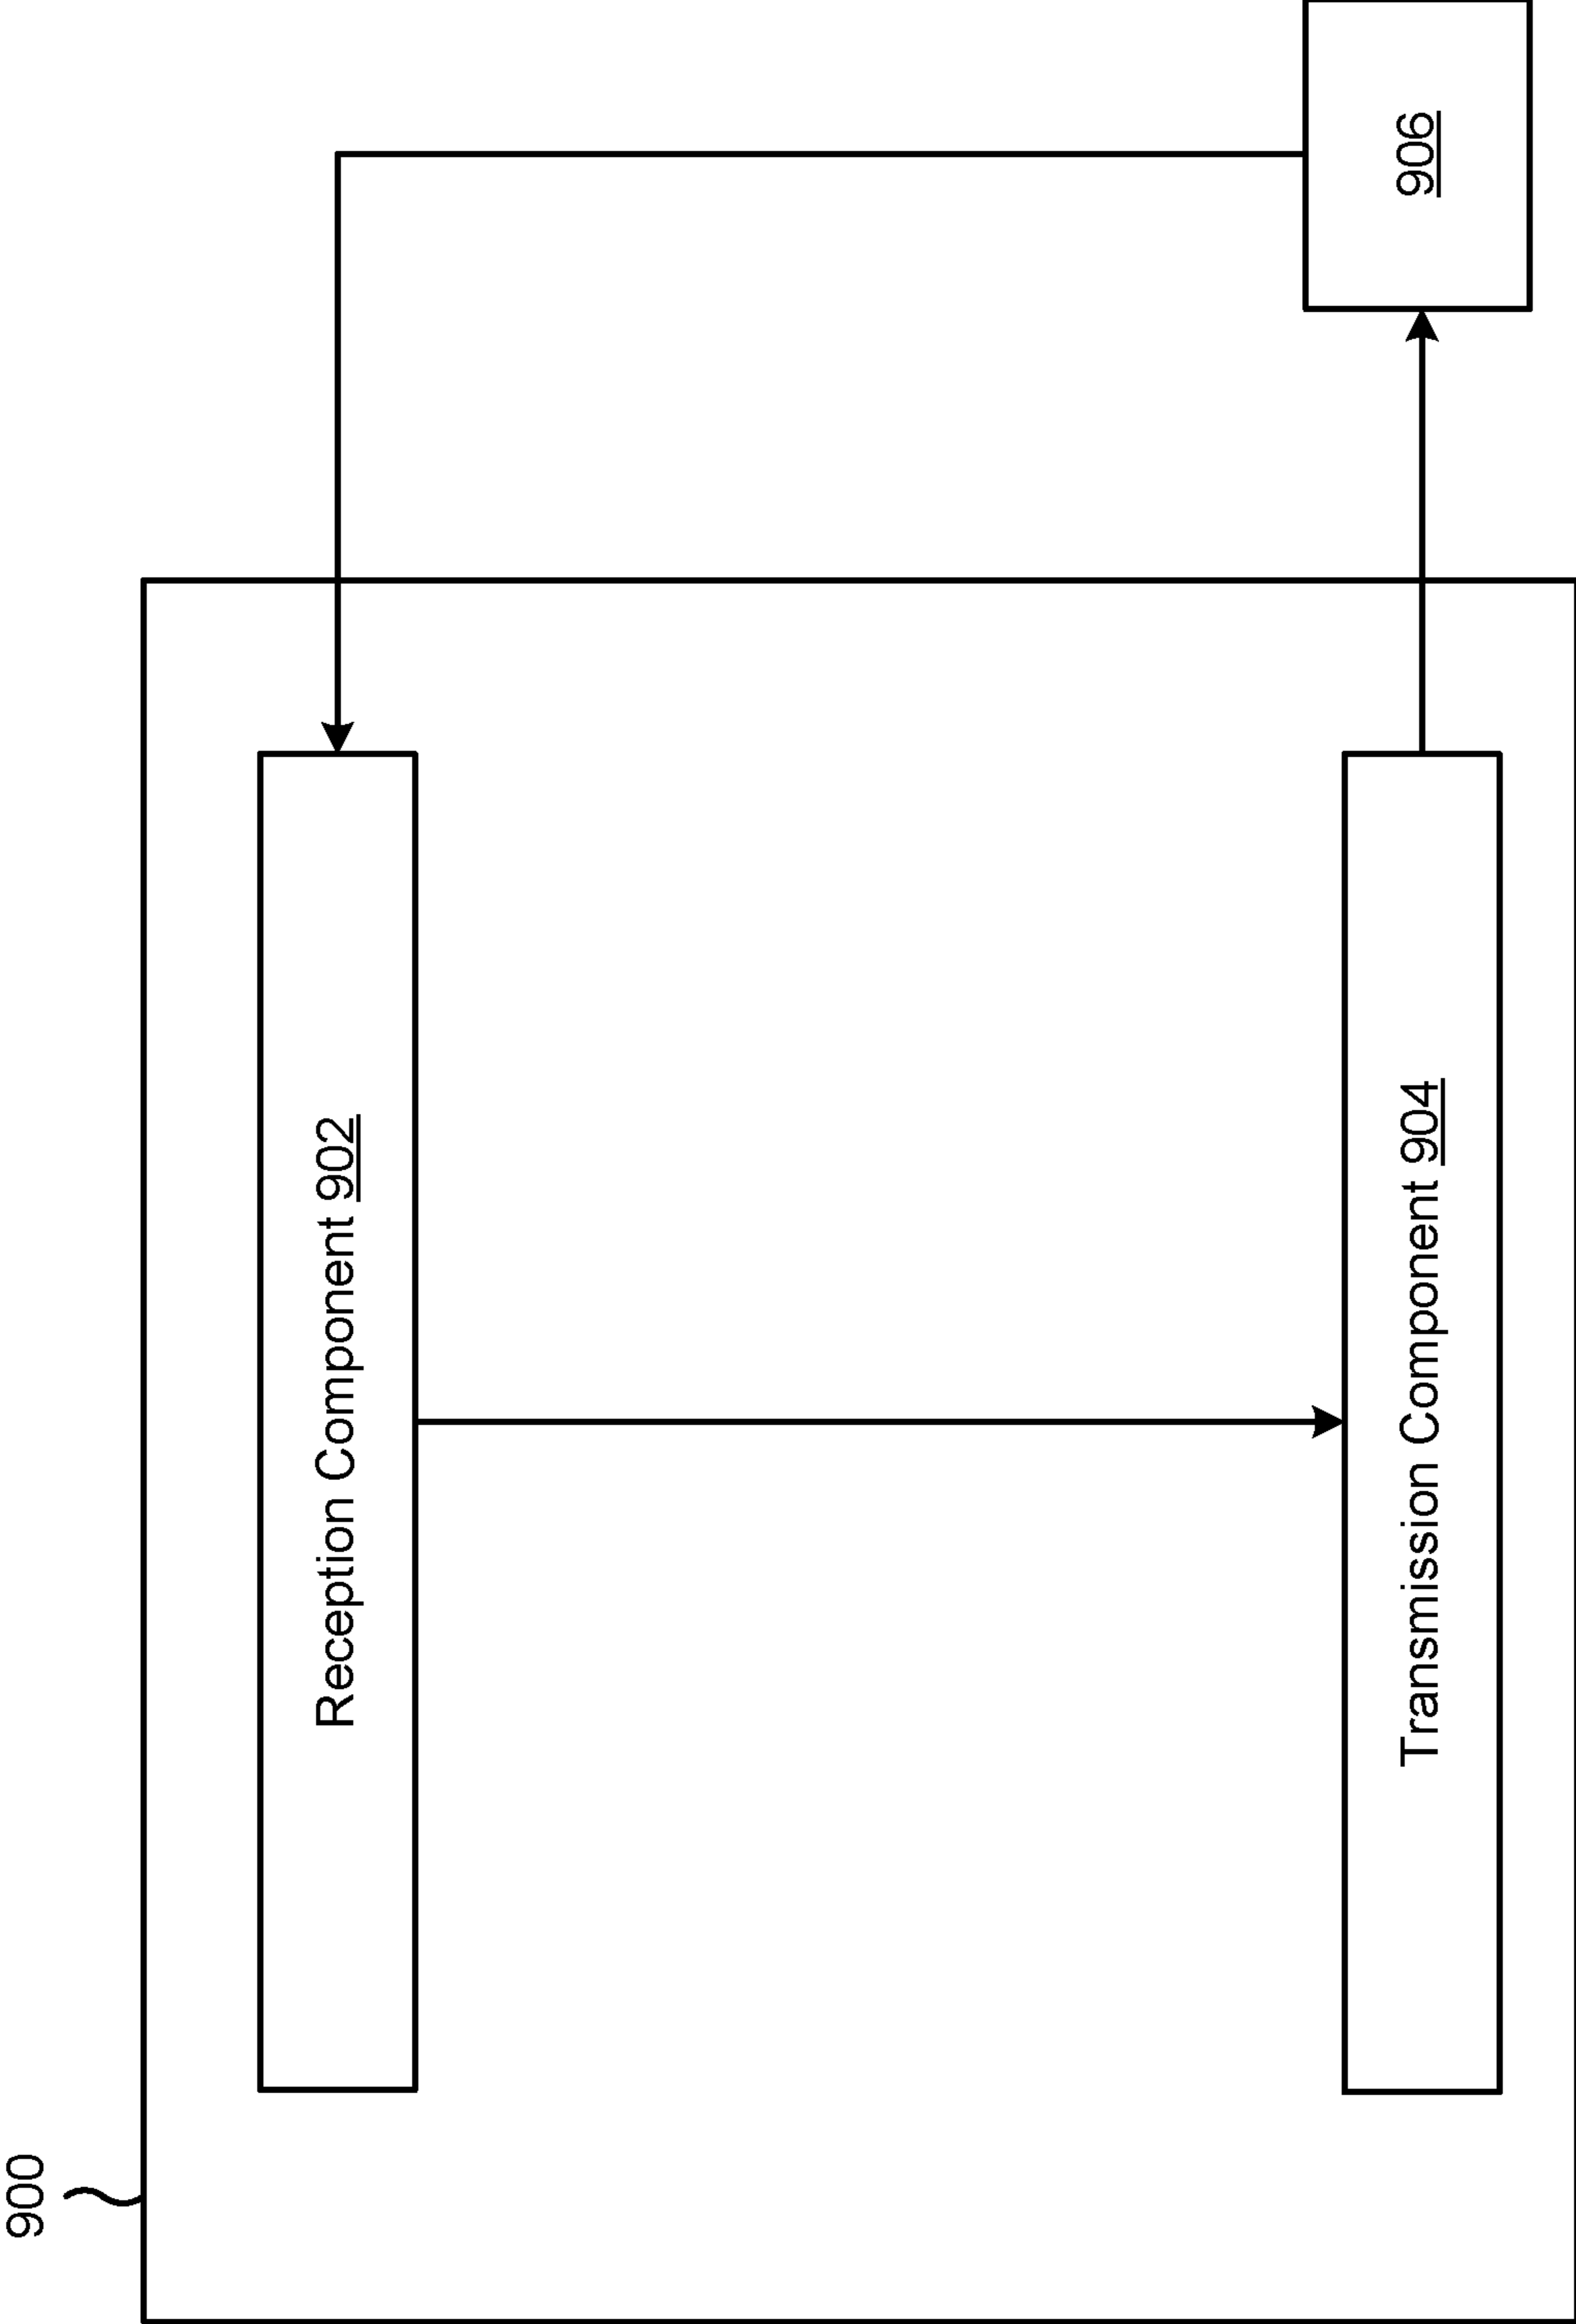 900
Reception Component 902
Transmission Component 904
906